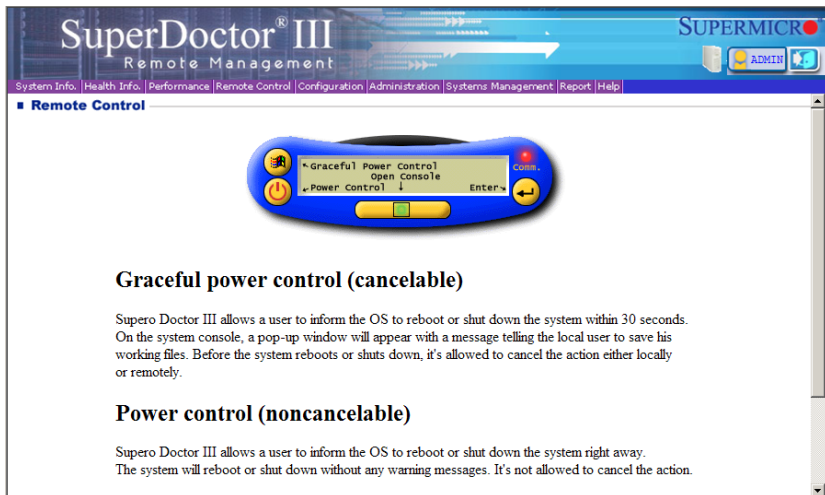 SuperDoctor® III
Remote Management
SUPERMICRO®
ADMIN
System Info. Health Info. Performance Remote Control Configuration Administration Systems Management Report Help
Remote Control
Graceful Power Control
Open Console
Power Control Enter
Comm.
Graceful power control (cancelable)
Supero Doctor III allows a user to inform the OS to reboot or shut down the system within 30 seconds.
On the system console, a pop-up window will appear with a message telling the local user to save his
working files. Before the system reboots or shuts down, it's allowed to cancel the action either locally
or remotely.
Power control (noncancelable)
Supero Doctor III allows a user to inform the OS to reboot or shut down the system right away.
The system will reboot or shut down without any warning messages. It's not allowed to cancel the action.